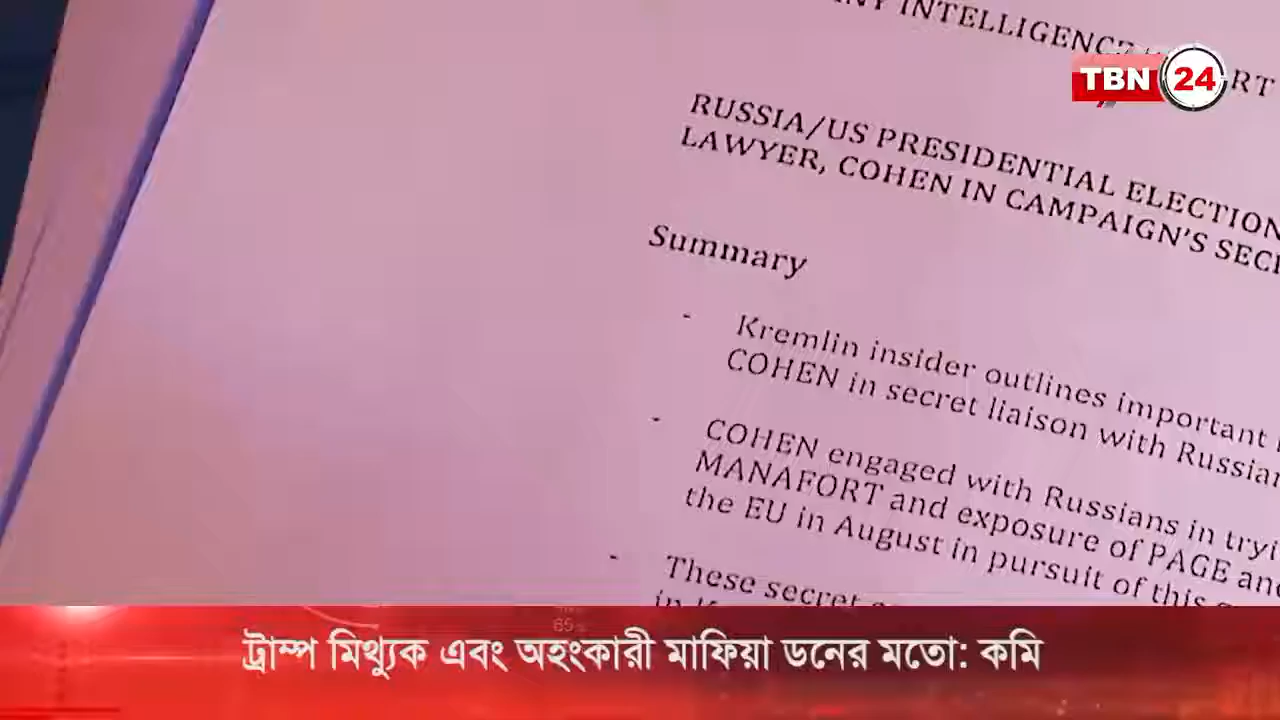 INTELLIGENCE
TBN 24
RUSSIA/US PRESIDENTIAL ELECTION
LAWYER, COHEN IN CAMPAIGN'S
Summary
- Kremlin insider outlines important
COHEN in secret liaison with Russian
- COHEN engaged with Russians in
MANAFORT and exposure of PAGE and
the EU in August in pursuit of this
- These secret
ট্রাম্প মিথ্যুক এবং অহংকারী মাফিয়া ডনের মতো: কমি